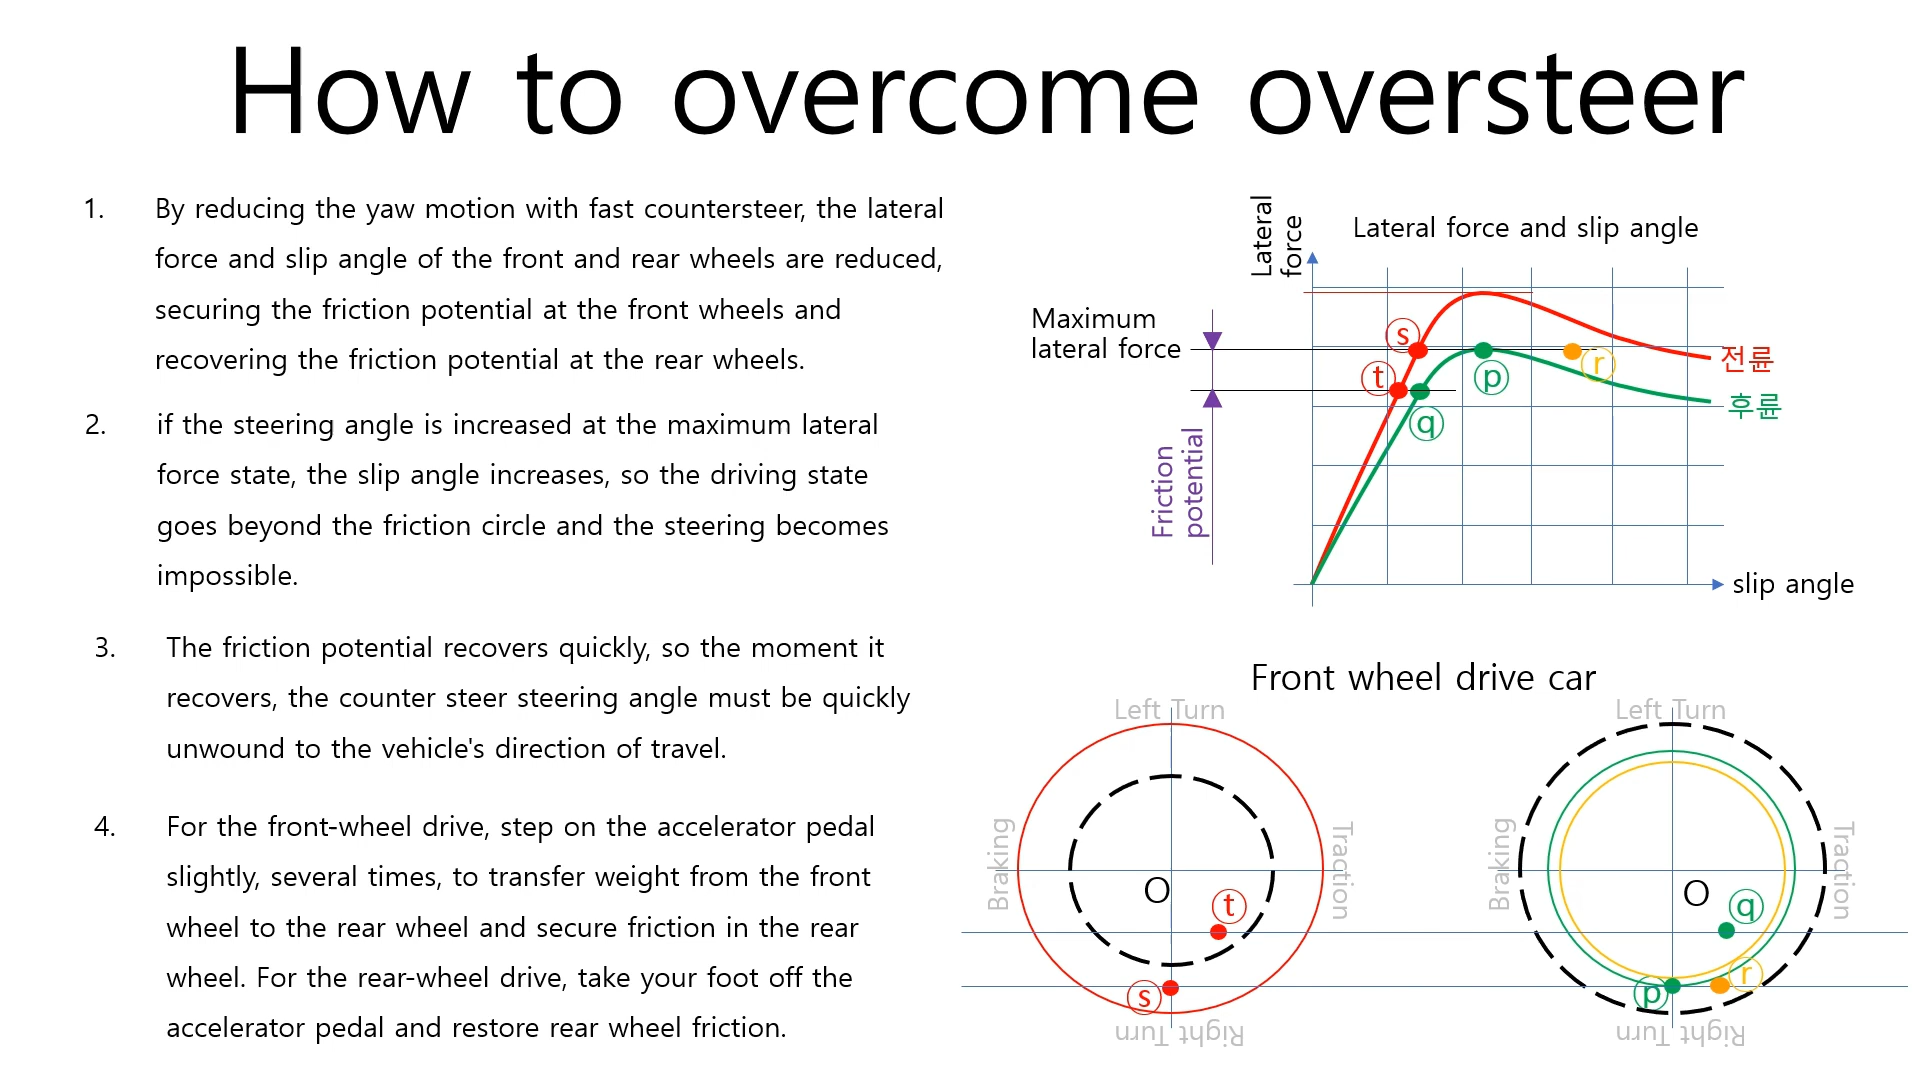 How to overcome oversteer
1. By reducing the yaw motion with fast countersteer, the lateral
force and slip angle of the front and rear wheels are reduced,
securing the friction potential at the front wheels and
recovering the friction potential at the rear wheels.
2. if the steering angle is increased at the maximum lateral
force state, the slip angle increases, so the driving state
goes beyond the friction circle and the steering becomes
impossible.
3. The friction potential recovers quickly, so the moment it
recovers, the counter steer steering angle must be quickly
unwound to the vehicle's direction of travel.
4. For the front-wheel drive, step on the accelerator pedal
slightly, several times, to transfer weight from the front
wheel to the rear wheel and secure friction in the rear
wheel. For the rear-wheel drive, take your foot off the
accelerator pedal and restore rear wheel friction.
Lateral
force
Lateral force and slip angle
Maximum
lateral force
Friction
potential
ⓢ
ⓣ
ⓟ
ⓡ
ⓠ
전륜
후륜
slip angle
Front wheel drive car
Left Turn
Braking
Traction
O
ⓣ
ⓢ
Right Turn
Left Turn
Braking
Traction
O
ⓠ
ⓡ
ⓟ
Right Turn